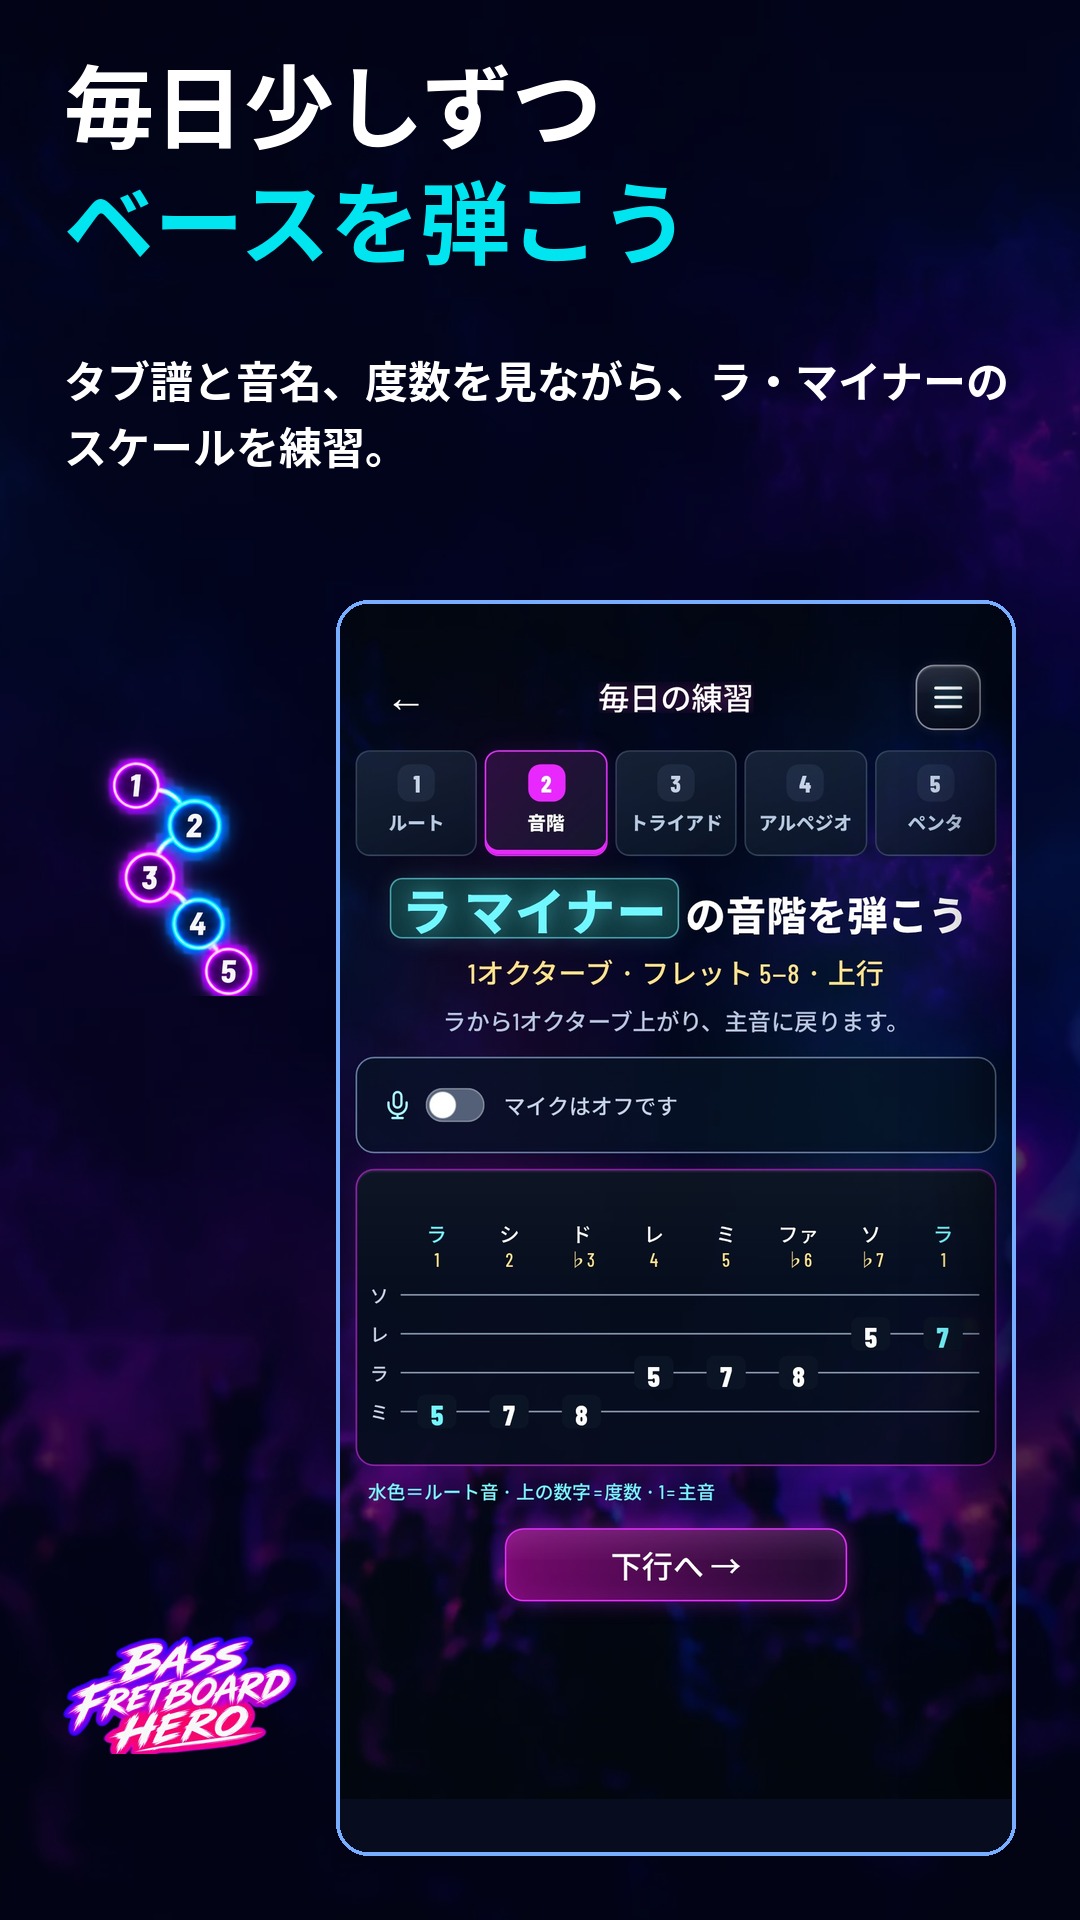 毎日少しずつ
ベースを弾こう
タブ譜と音名、度数を見ながら、ラ・マイナーの
スケールを練習。
← 毎日の練習
1 2 3 4 5
ルート 音階 トライアド アルペジオ ペンタ
1
2
3
4
5
ラ マイナー の音階を弾こう
1オクターブ · フレット 5–8 · 上行
ラから1オクターブ上がり、主音に戻ります。
マイクはオフです
ラ シ ド レ ミ ファ ソ ラ
1 2 ♭3 4 5 ♭6 ♭7 1
ソ
レ 5 7
ラ 5 7 8
ミ 5 7 8
水色＝ルート音 · 上の数字=度数 · 1=主音
下行へ →
BASS
FRETBOARD
HERO